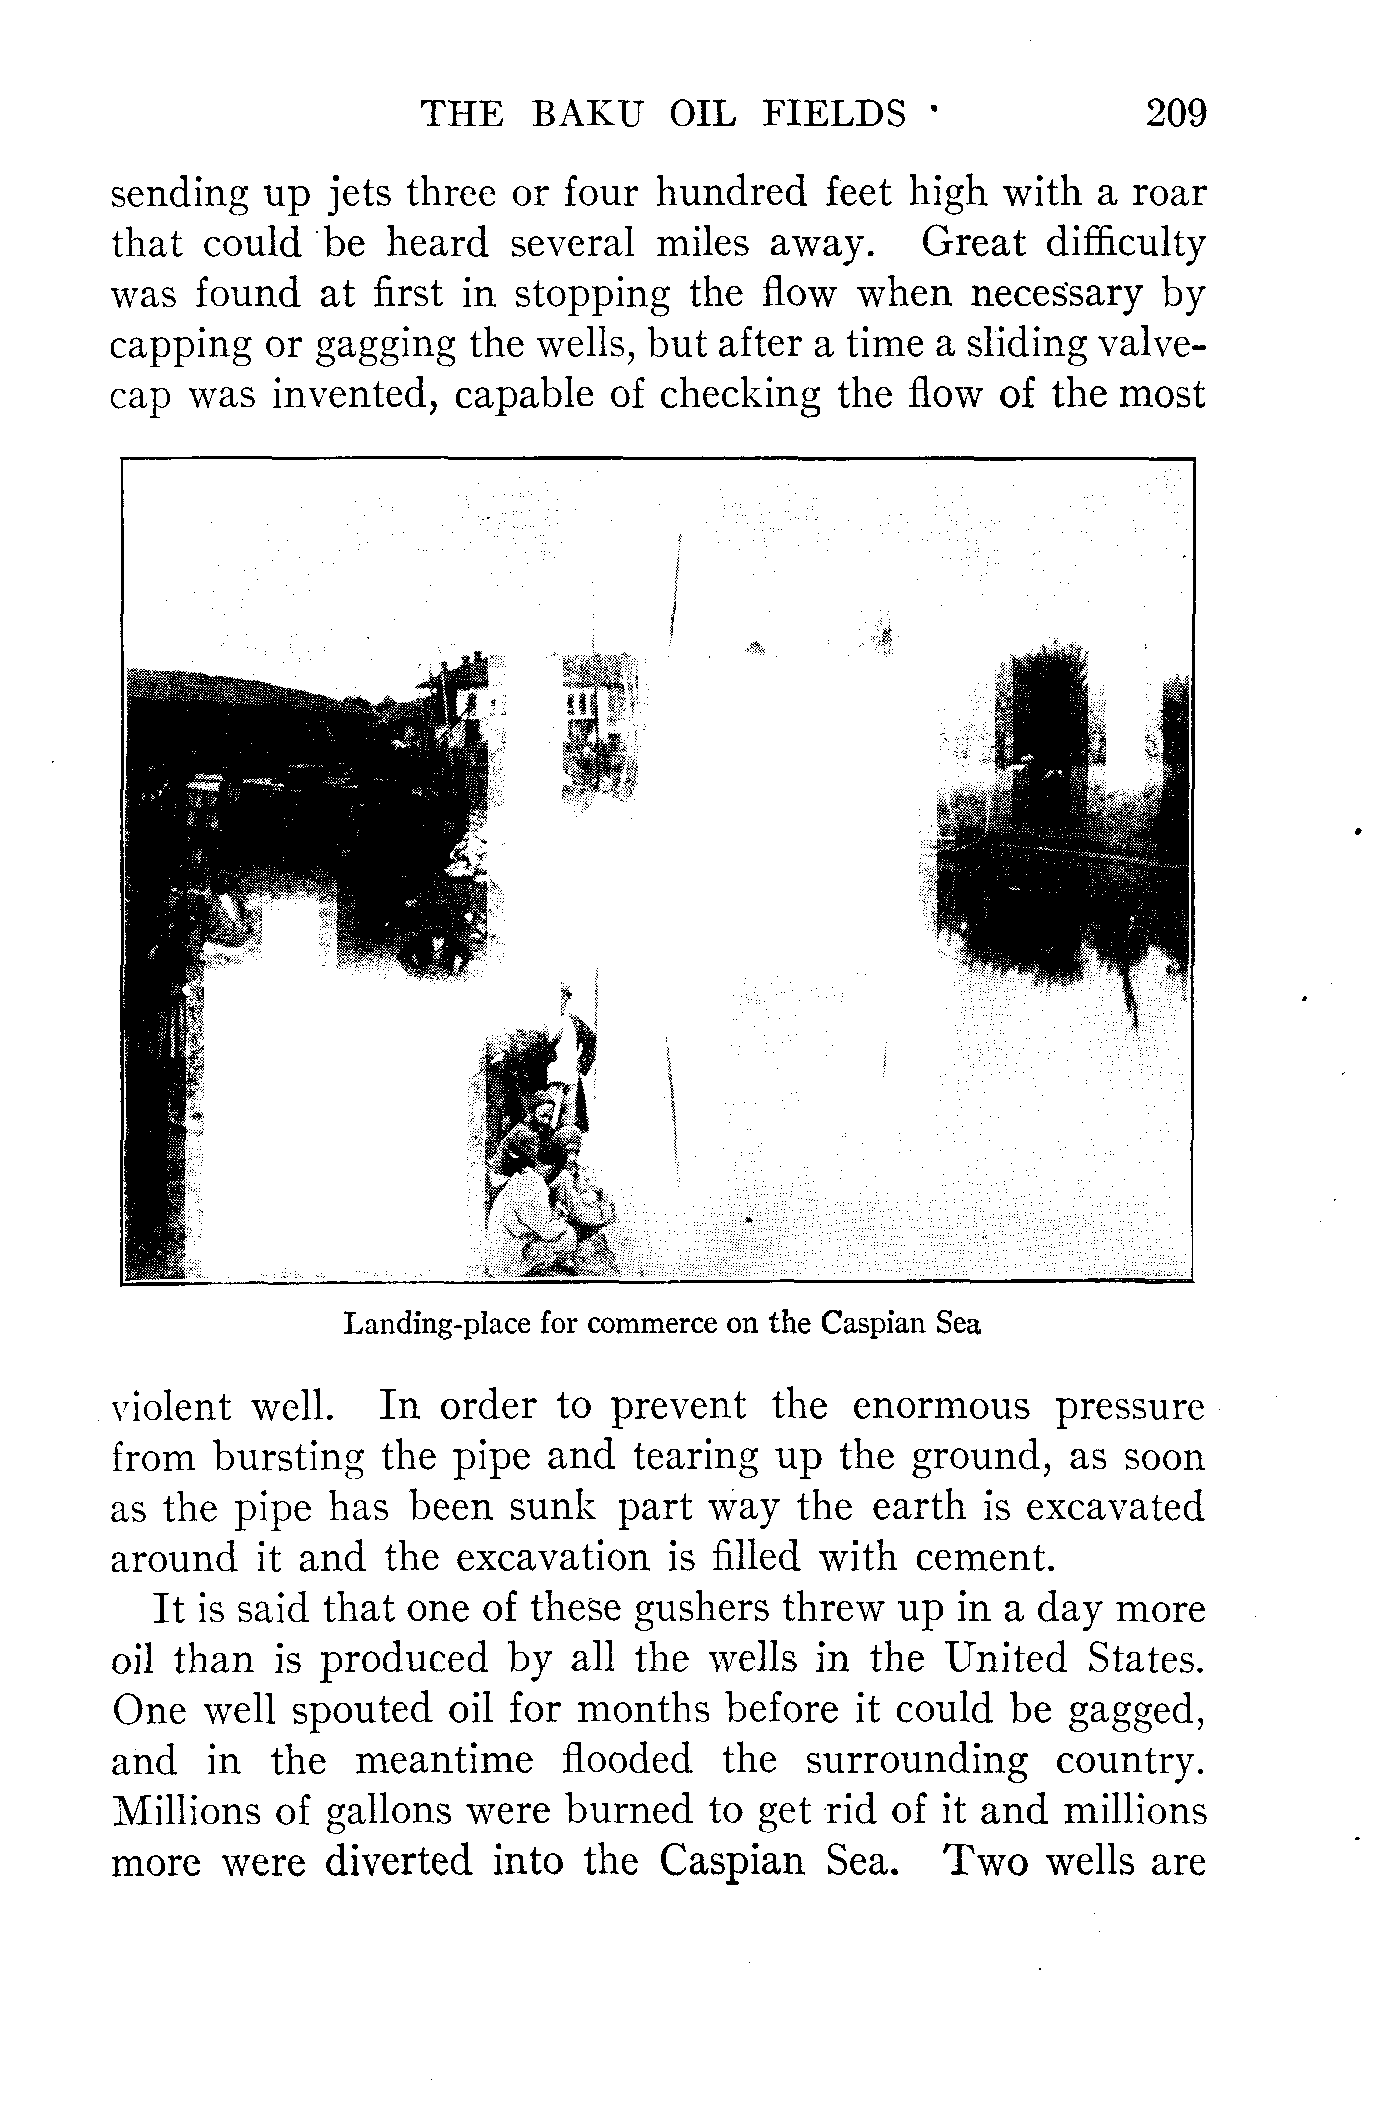 THE BAKU OIL FIELDS 209
sending up jets three or four hundred feet high with a roar
that could be heard several miles away. Great difficulty
was found at first in stopping the flow when necessary by
capping or gagging the wells, but after a time a sliding valve-
cap was invented, capable of checking the flow of the most
Landing-place for commerce on the Caspian Sea
violent well. In order to prevent the enormous pressure
from bursting the pipe and tearing up the ground, as soon
as the pipe has been sunk part way the earth is excavated
around it and the excavation is filled with cement.
It is said that one of these gushers threw up in a day more
oil than is produced by all the wells in the United States.
One well spouted oil for months before it could be gagged,
and in the meantime flooded the surrounding country.
Millions of gallons were burned to get rid of it and millions
more were diverted into the Caspian Sea. Two wells are